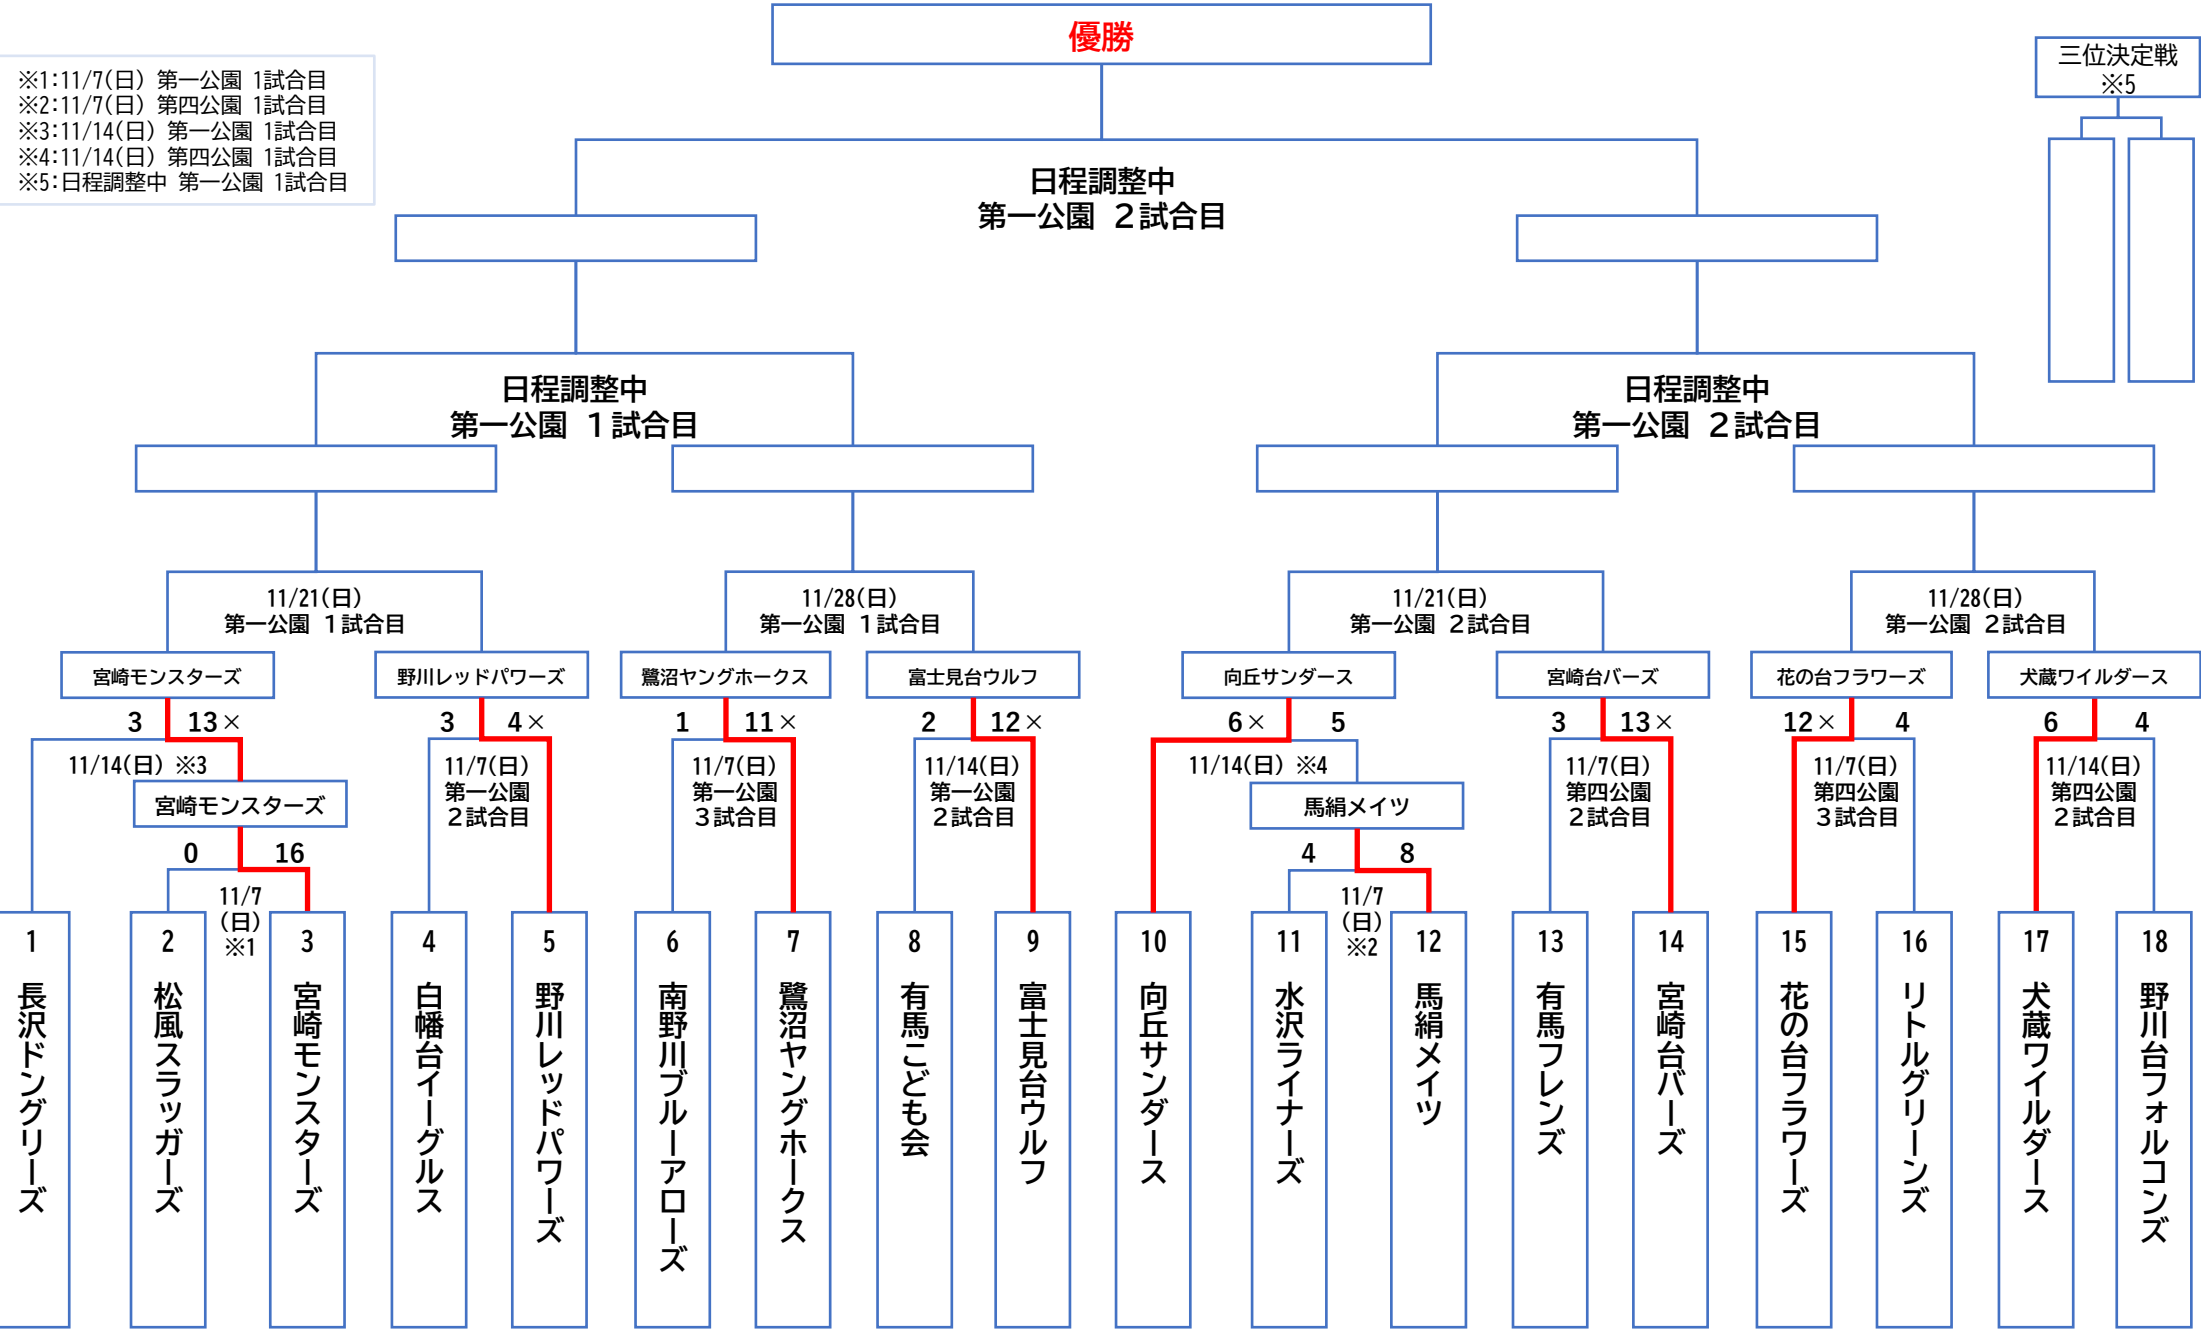 優勝
三位決定戦
※5
※1:11/7(日) 第一公園 1試合目
※2:11/7(日) 第四公園 1試合目
※3:11/14(日) 第一公園 1試合目
※4:11/14(日) 第四公園 1試合目
※5:日程調整中 第一公園 1試合目
日程調整中
第一公園 2試合目
日程調整中
第一公園 1試合目
日程調整中
第一公園 2試合目
11/21(日)
第一公園 1試合目
11/28(日)
第一公園 1試合目
11/21(日)
第一公園 2試合目
11/28(日)
第一公園 2試合目
宮崎モンスターズ
野川レッドパワーズ
鷺沼ヤングホークス
富士見台ウルフ
向丘サンダース
宮崎台バーズ
花の台フラワーズ
犬蔵ワイルダース
3 13×
3 4×
1 11×
2 12×
6× 5
3 13×
12× 4
6 4
11/14(日) ※3
11/7(日)
第一公園
2試合目
11/7(日)
第一公園
3試合目
11/14(日)
第一公園
2試合目
11/14(日) ※4
11/7(日)
第四公園
2試合目
11/7(日)
第四公園
3試合目
11/14(日)
第四公園
2試合目
宮崎モンスターズ
馬絹メイツ
0 16
4 8
11/7
(日)
※1
11/7
(日)
※2
1 長沢ドングリーズ
2 松風スラッガーズ
3 宮崎モンスターズ
4 白幡台イーグルス
5 野川レッドパワーズ
6 南野川ブルーアローズ
7 鷺沼ヤングホークス
8 有馬こども会
9 富士見台ウルフ
10 向丘サンダース
11 水沢ライナーズ
12 馬絹メイツ
13 有馬フレンズ
14 宮崎台バーズ
15 花の台フラワーズ
16 リトルグリーンズ
17 犬蔵ワイルダース
18 野川台フォルコンズ